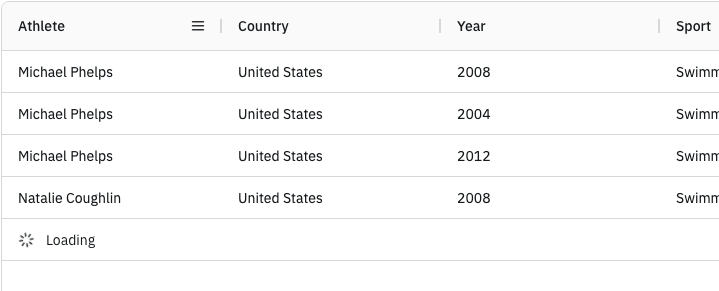 Athlete Country Year Sport
Michael Phelps United States 2008 Swimm
Michael Phelps United States 2004 Swimm
Michael Phelps United States 2012 Swimm
Natalie Coughlin United States 2008 Swimm
Loading